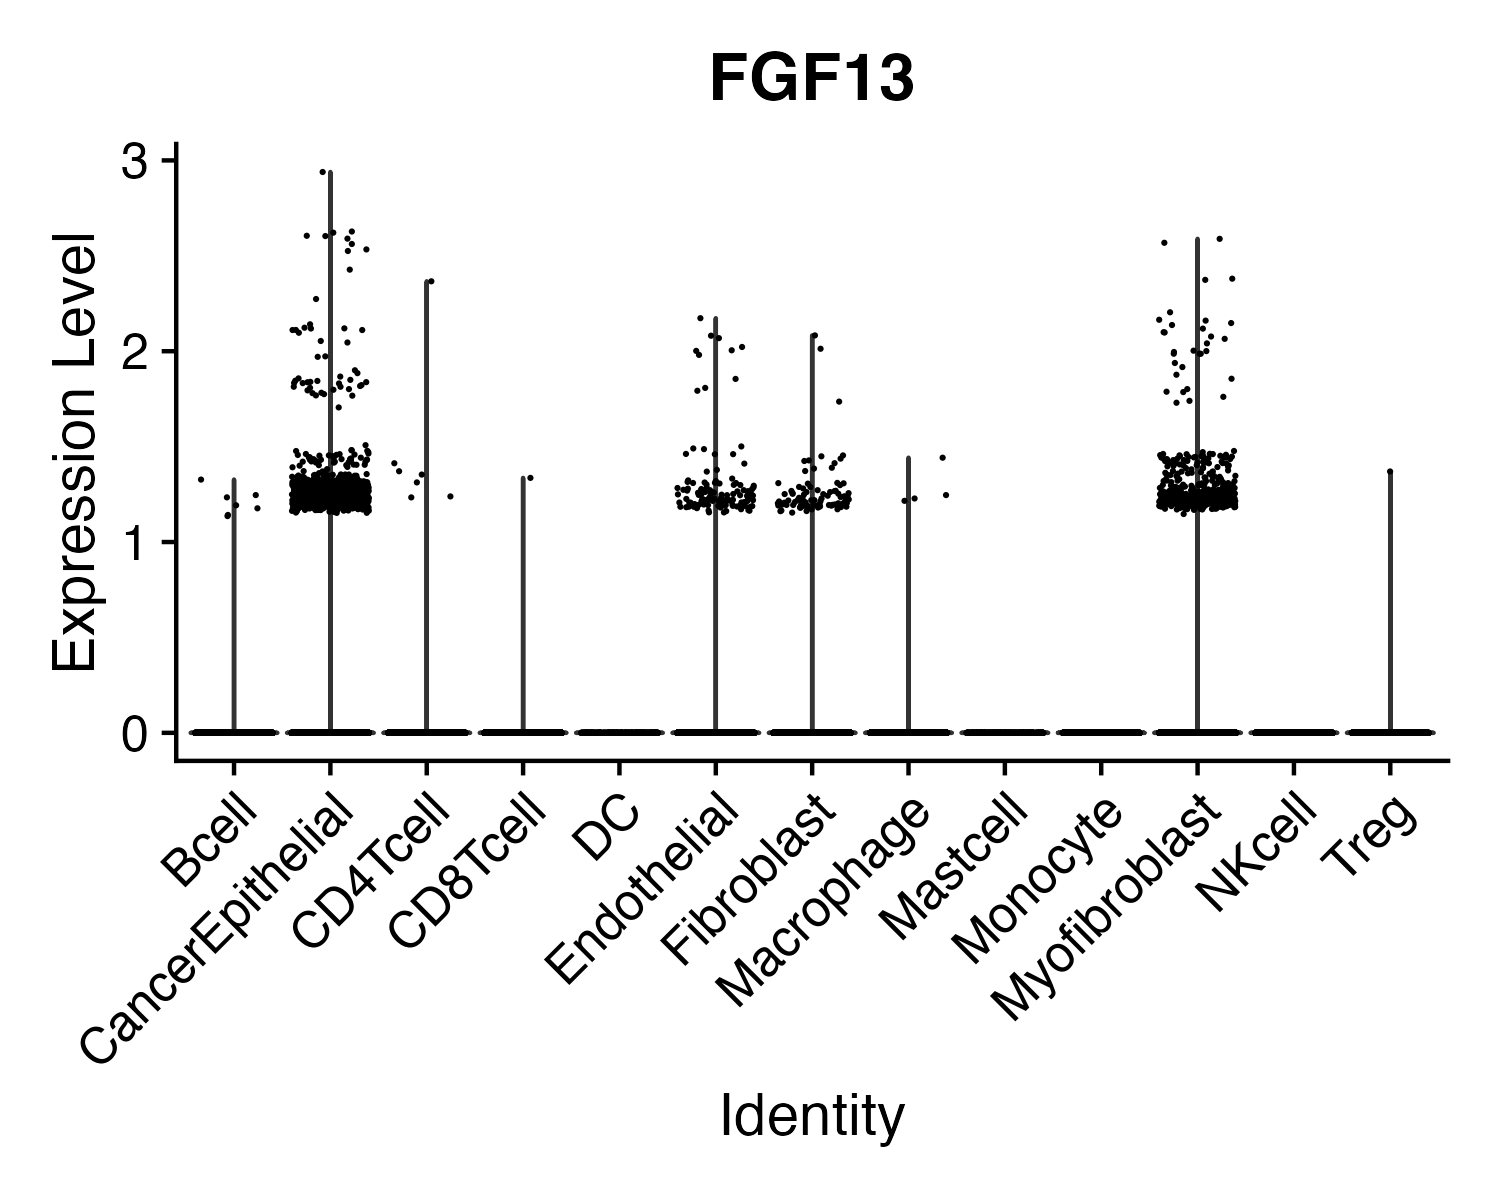 FGF13
Expression Level
3
2
1
0
Bcell
CancerEpithelial
CD4Tcell
CD8Tcell
DC
Endothelial
Fibroblast
Macrophage
Mastcell
Monocyte
Myofibroblast
NKcell
Treg
Identity